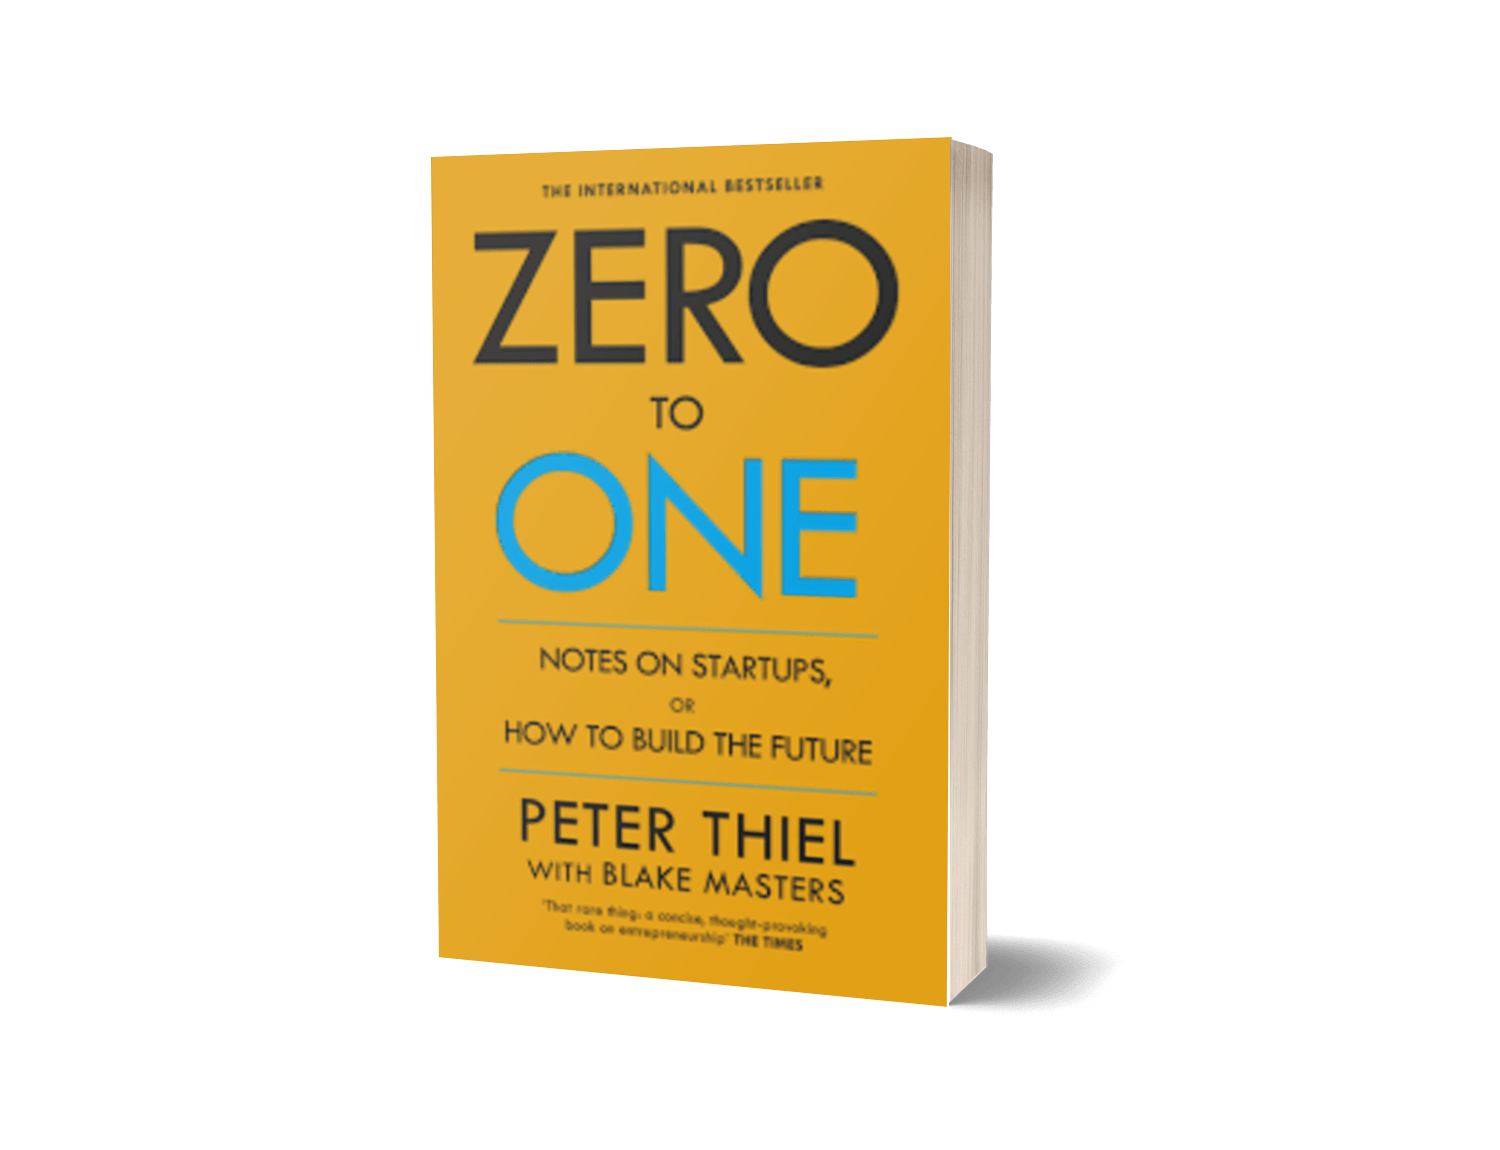 THE INTERNATIONAL BESTSELLER
ZERO
TO
ONE
NOTES ON STARTUPS,
OR
HOW TO BUILD THE FUTURE
PETER THIEL
WITH BLAKE MASTERS
'That rare thing: a concise, thought-provoking
book on entrepreneurship' THE TIMES